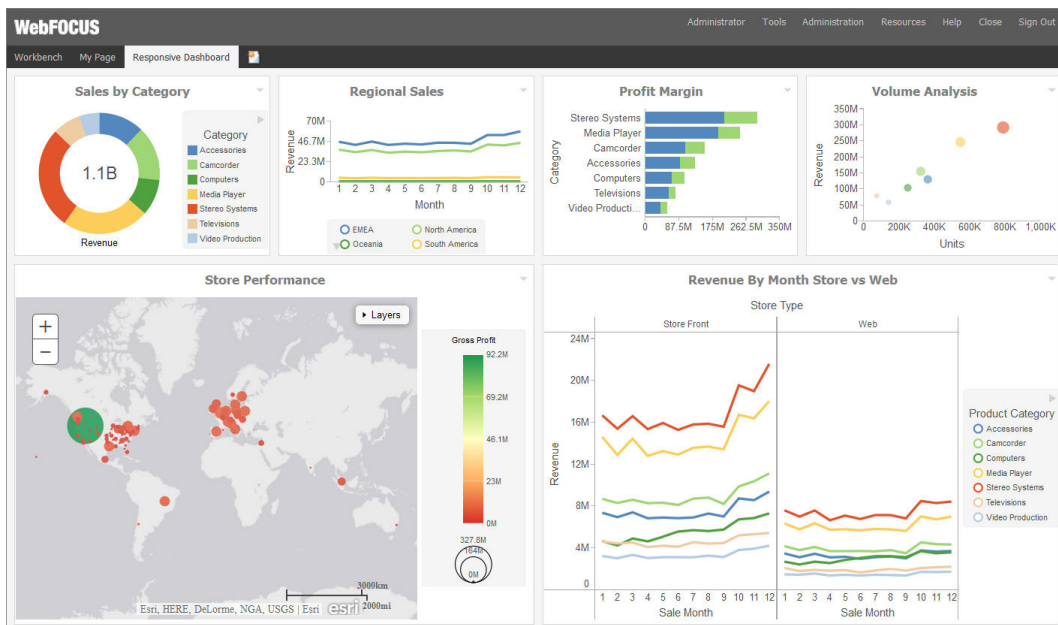 WebFOCUS
Administrator Tools Administration Resources Help Close Sign Out
Workbench My Page Responsive Dashboard
Sales by Category
1.1B
Revenue
Category
Accessories
Camcorder
Computers
Media Player
Stereo Systems
Televisions
Video Production
Regional Sales
Revenue
70M
46.7M
23.3M
0
1 2 3 4 5 6 7 8 9 10 11 12
Month
EMEA North America
Oceania South America
Profit Margin
Category
Stereo Systems
Media Player
Camcorder
Accessories
Computers
Televisions
Video Producti...
0 87.5M 175M 262.5M 350M
Volume Analysis
Revenue
350M
300M
250M
200M
150M
100M
50M
0
0 200K 400K 600K 800K 1,000K
Units
Store Performance
+
−
Layers
3000km
2000mi
Esri, HERE, DeLorme, NGA, USGS | Esri esri
Gross Profit
92.2M
69.2M
46.1M
23M
0M
327.8M
164M
0M
Revenue By Month Store vs Web
Store Type
Store Front Web
Revenue
24M
20M
16M
12M
8M
4M
0
1 2 3 4 5 6 7 8 9 10 11 12 1 2 3 4 5 6 7 8 9 10 11 12
Sale Month Sale Month
Product Category
Accessories
Camcorder
Computers
Media Player
Stereo Systems
Televisions
Video Production